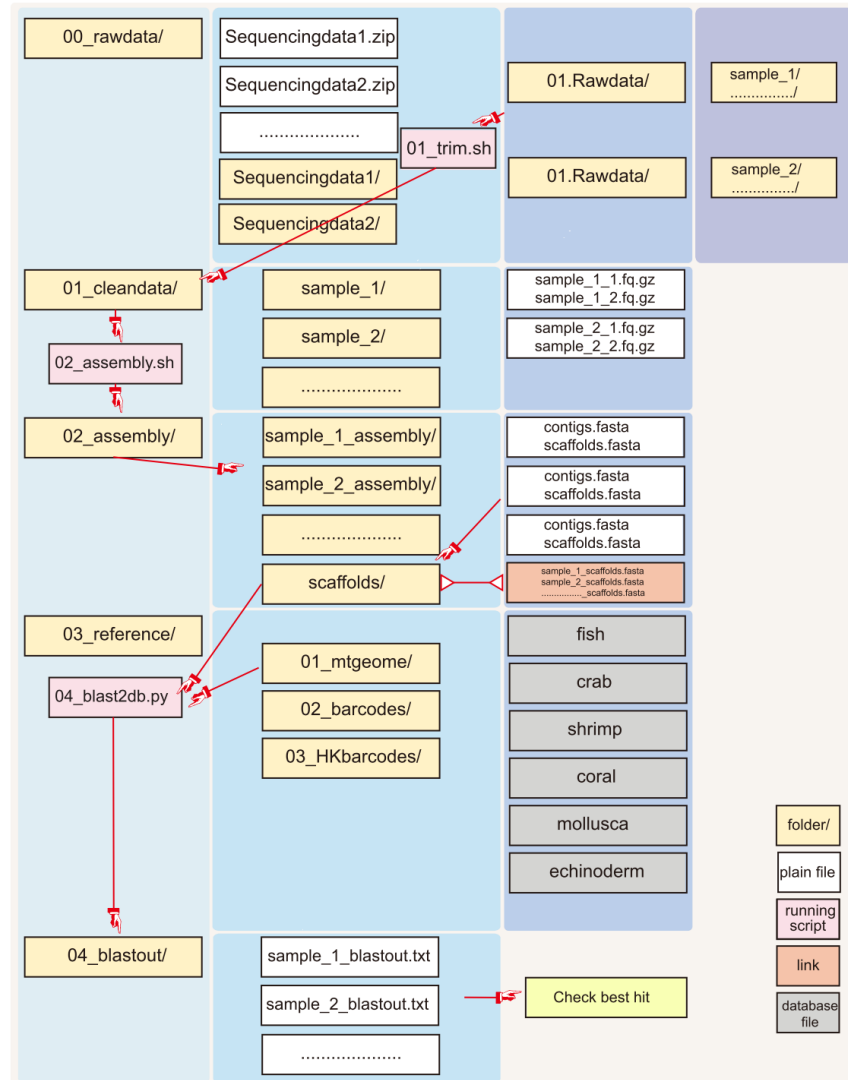 00_rawdata/
Sequencingdata1.zip
Sequencingdata2.zip
....................
Sequencingdata1/
Sequencingdata2/
01_trim.sh
01.Rawdata/
01.Rawdata/
sample_1/
.............../
sample_2/
.............../
01_cleandata/
02_assembly.sh
sample_1/
sample_2/
....................
sample_1_1.fq.gz
sample_1_2.fq.gz
sample_2_1.fq.gz
sample_2_2.fq.gz
02_assembly/
sample_1_assembly/
sample_2_assembly/
....................
scaffolds/
contigs.fasta
scaffolds.fasta
contigs.fasta
scaffolds.fasta
contigs.fasta
scaffolds.fasta
sample_1_scaffolds.fasta
sample_2_scaffolds.fasta
................_scaffolds.fasta
03_reference/
04_blast2db.py
01_mtgeome/
02_barcodes/
03_HKbarcodes/
fish
crab
shrimp
coral
mollusca
echinoderm
04_blastout/
sample_1_blastout.txt
sample_2_blastout.txt
....................
Check best hit
folder/
plain file
running
script
link
database
file